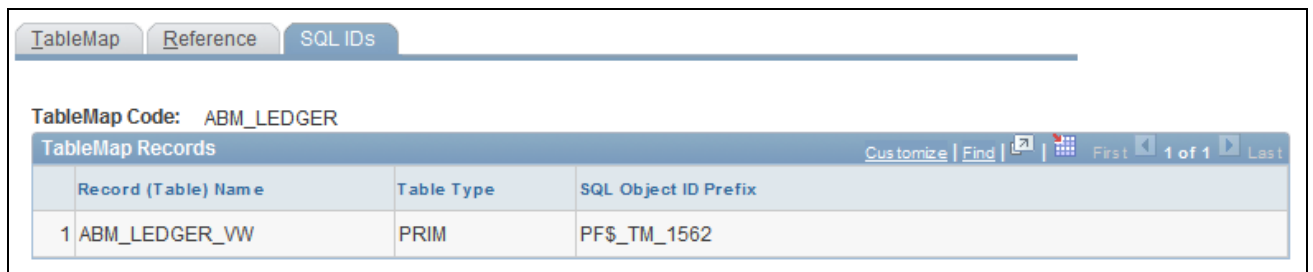 TableMap Reference SQL IDs
TableMap Code: ABM_LEDGER
TableMap Records Customize | Find | | First 1 of 1 Last
Record (Table) Name Table Type SQL Object ID Prefix
1 ABM_LEDGER_VW PRIM PF$_TM_1562